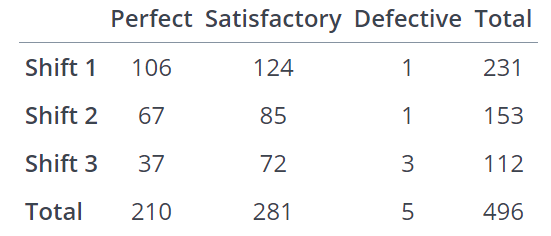 Perfect Satisfactory Defective Total
Shift 1 106 124 1 231
Shift 2 67 85 1 153
Shift 3 37 72 3 112
Total 210 281 5 496